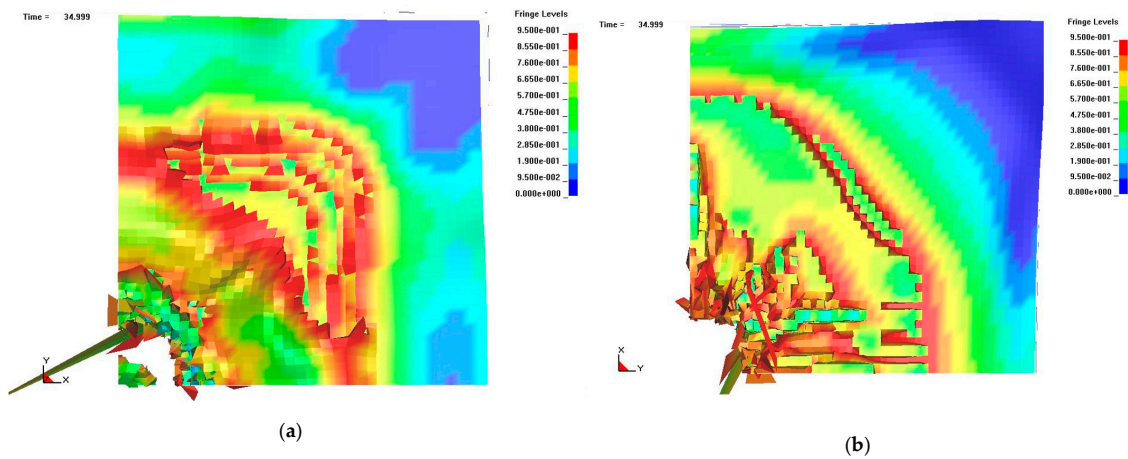 Time = 34.999
Fringe Levels
9.500e-001
8.550e-001
7.600e-001
6.650e-001
5.700e-001
4.750e-001
3.800e-001
2.850e-001
1.900e-001
9.500e-002
0.000e+000
Y
X
(a)
Time = 34.999
Fringe Levels
9.500e-001
8.550e-001
7.600e-001
6.650e-001
5.700e-001
4.750e-001
3.800e-001
2.850e-001
1.900e-001
9.500e-002
0.000e+000
X
Y
(b)